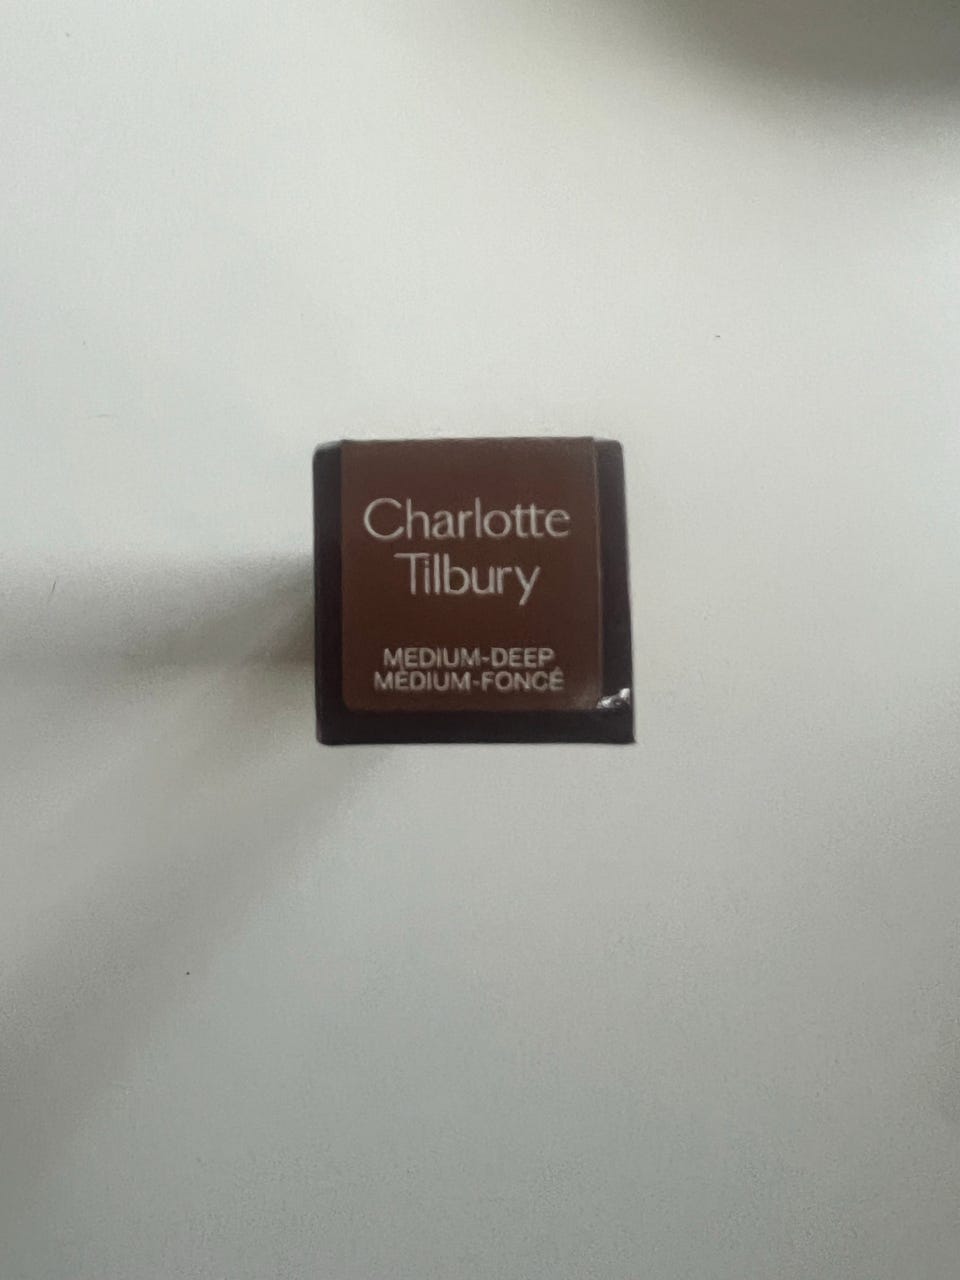 Charlotte
Tilbury
MEDIUM-DEEP
MÉDIUM-FONCÉ